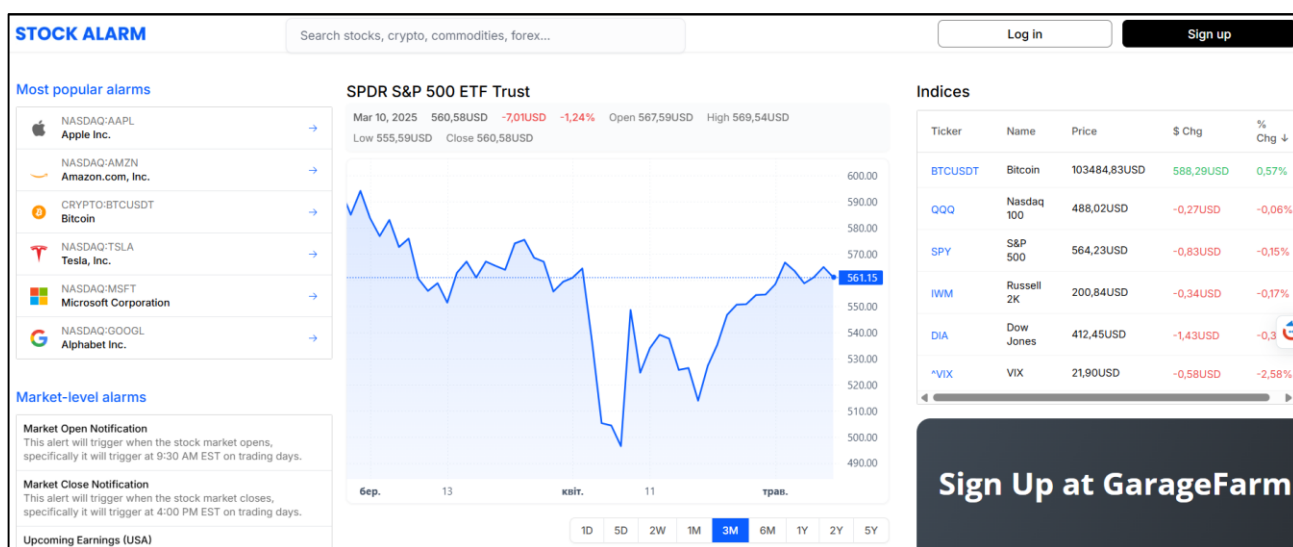 STOCK ALARM
Search stocks, crypto, commodities, forex...
Log in
Sign up
Most popular alarms
NASDAQ:AAPL
Apple Inc.
NASDAQ:AMZN
Amazon.com, Inc.
CRYPTO:BTCUSDT
Bitcoin
NASDAQ:TSLA
Tesla, Inc.
NASDAQ:MSFT
Microsoft Corporation
NASDAQ:GOOGL
Alphabet Inc.
Market-level alarms
Market Open Notification
This alert will trigger when the stock market opens,
specifically it will trigger at 9:30 AM EST on trading days.
Market Close Notification
This alert will trigger when the stock market closes,
specifically it will trigger at 4:00 PM EST on trading days.
Upcoming Earnings (USA)
SPDR S&P 500 ETF Trust
Mar 10, 2025 560,58USD -7,01USD -1,24% Open 567,59USD High 569,54USD
Low 555,59USD Close 560,58USD
600.00
590.00
580.00
570.00
561.15
550.00
540.00
530.00
520.00
510.00
500.00
490.00
бер. 13 квіт. 11 трав.
1D 5D 2W 1M 3M 6M 1Y 2Y 5Y
Indices
Ticker Name Price $ Chg % Chg ↓
BTCUSDT Bitcoin 103484,83USD 588,29USD 0,57%
QQQ Nasdaq 100 488,02USD -0,27USD -0,06%
SPY S&P 500 564,23USD -0,83USD -0,15%
IWM Russell 2K 200,84USD -0,34USD -0,17%
DIA Dow Jones 412,45USD -1,43USD -0,3
^VIX VIX 21,90USD -0,58USD -2,58%
Sign Up at GarageFarm